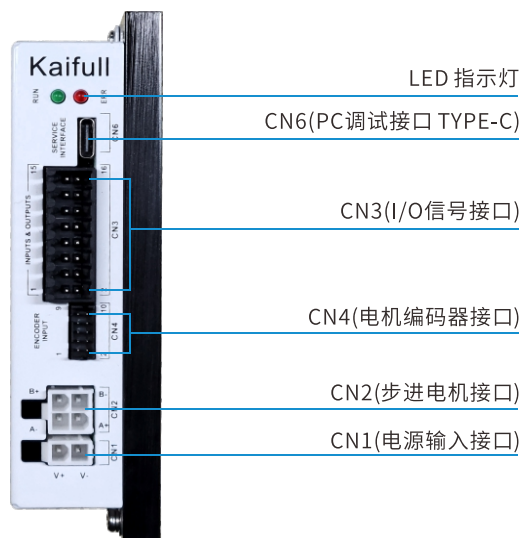 Kaifull
RUN
ERR
LED 指示灯
SERVICE
INTERFACE
CN6
CN6(PC调试接口 TYPE-C)
15
16
INPUTS & OUTPUTS
CN3
CN3(I/O信号接口)
1
2
9
10
ENCODER
INPUT
CN4
CN4(电机编码器接口)
1
2
B+
B-
CN2
CN2(步进电机接口)
A-
A+
CN1
CN1(电源输入接口)
V+
V-